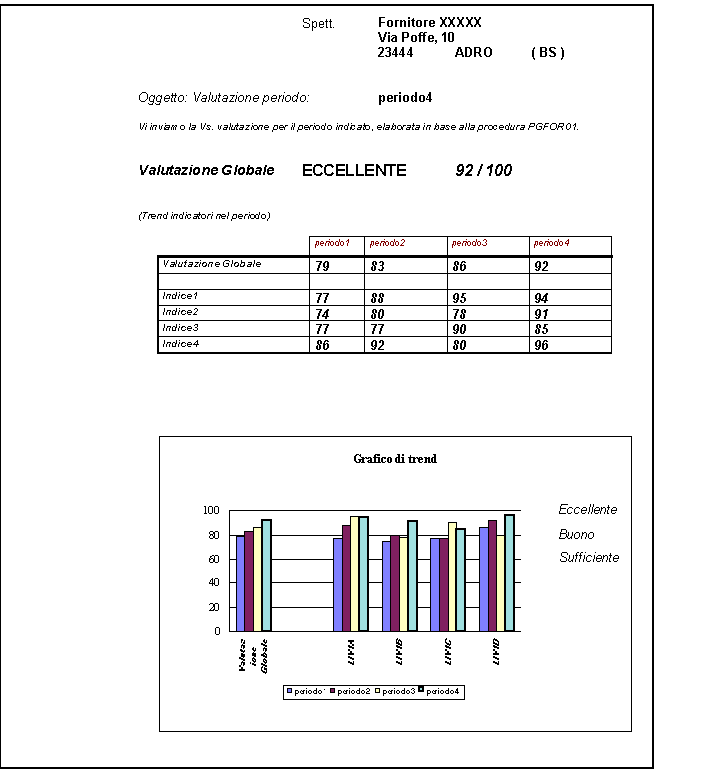 Spett. Fornitore XXXXX
Via Poffe, 10
23444 ADRO ( BS )
Oggetto: Valutazione periodo: periodo4
Vi inviamo la Vs. valutazione per il periodo indicato, elaborata in base alla procedura PGFOR01.
Valutazione Globale ECCELLENTE 92 / 100
(Trend indicatori nel periodo)
periodo1 periodo2 periodo3 periodo4
Valutazione Globale 79 83 86 92
Indice1 77 88 95 94
Indice2 74 80 78 91
Indice3 77 77 90 85
Indice4 86 92 80 96
Grafico di trend
100 Eccellente
80 Buono
60 Sufficiente
40
20
0
Valutaz
ione
Globale
LIV1A
LIV1B
LIV1C
LIV1D
periodo1 periodo2 periodo3 periodo4